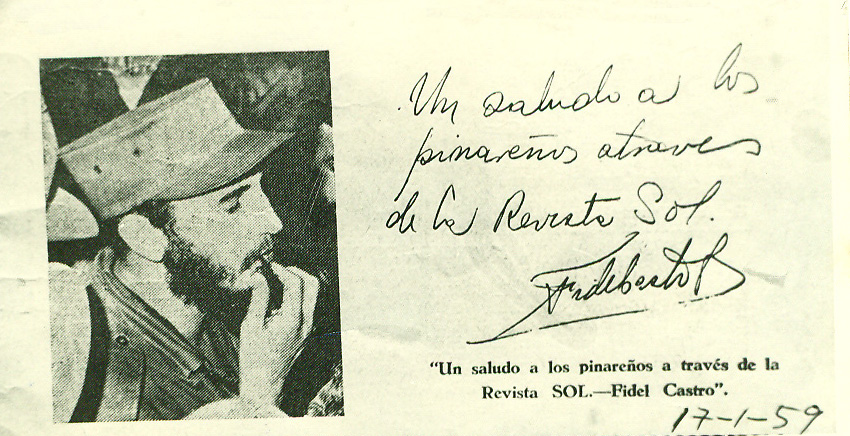 Un saludo a los
pinareños atraves
de la Revista Sol.
Fidel Castro
"Un saludo a los pinareños a través de la
Revista SOL.—Fidel Castro".
17-1-59